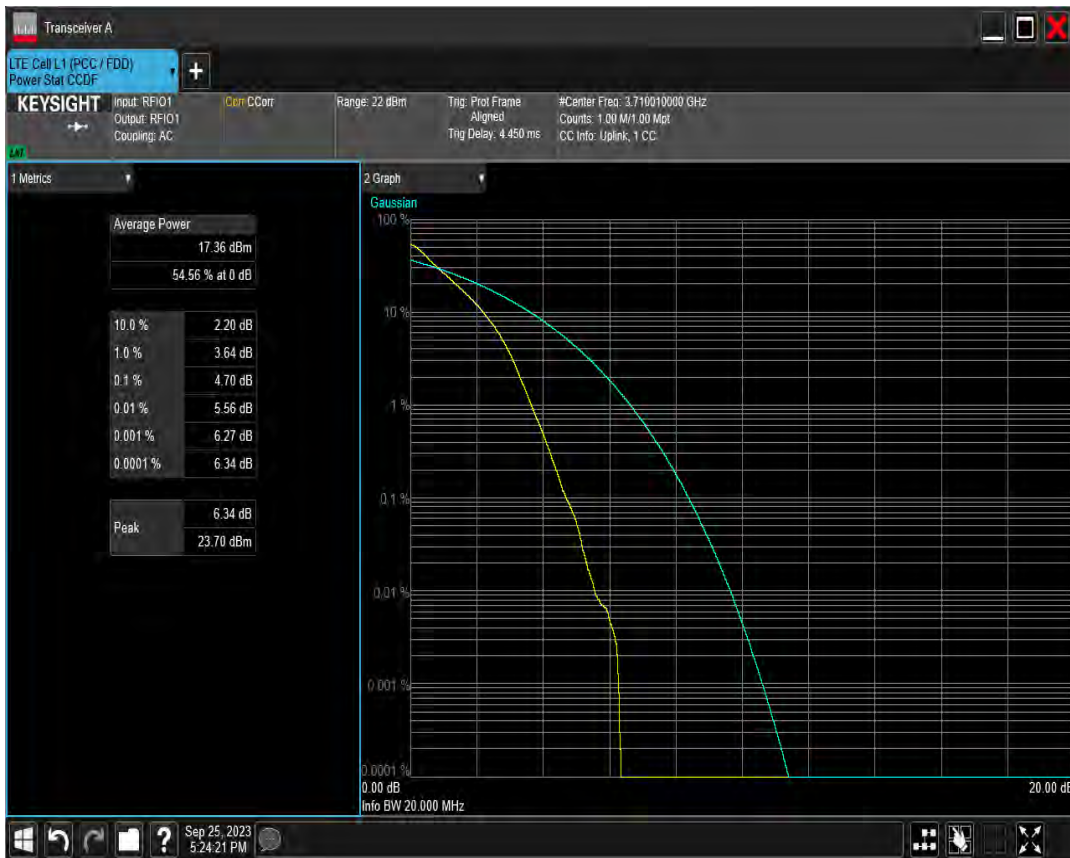 Transceiver A
LTE Cell L1 (PCC / FDD)
Power Stat CCDF
+
KEYSIGHT
Input: RFIO1
Output: RFIO1
Coupling: AC
Corr CCorr
Range: 22 dBm
Trig: Prot Frame
Aligned
Trig Delay: 4.450 ms
#Center Freq: 3.710010000 GHz
Counts: 1.00 M/1.00 Mpt
CC Info: Uplink, 1 CC
1 Metrics
Average Power
17.36 dBm
54.56 % at 0 dB
10.0 % 2.20 dB
1.0 % 3.64 dB
0.1 % 4.70 dB
0.01 % 5.56 dB
0.001 % 6.27 dB
0.0001 % 6.34 dB
Peak
6.34 dB
23.70 dBm
2 Graph
Gaussian
100 %
10 %
1 %
0.1 %
0.01 %
0.001 %
0.0001 %
0.00 dB
20.00 dB
Info BW 20.000 MHz
?
Sep 25, 2023
5:24:21 PM